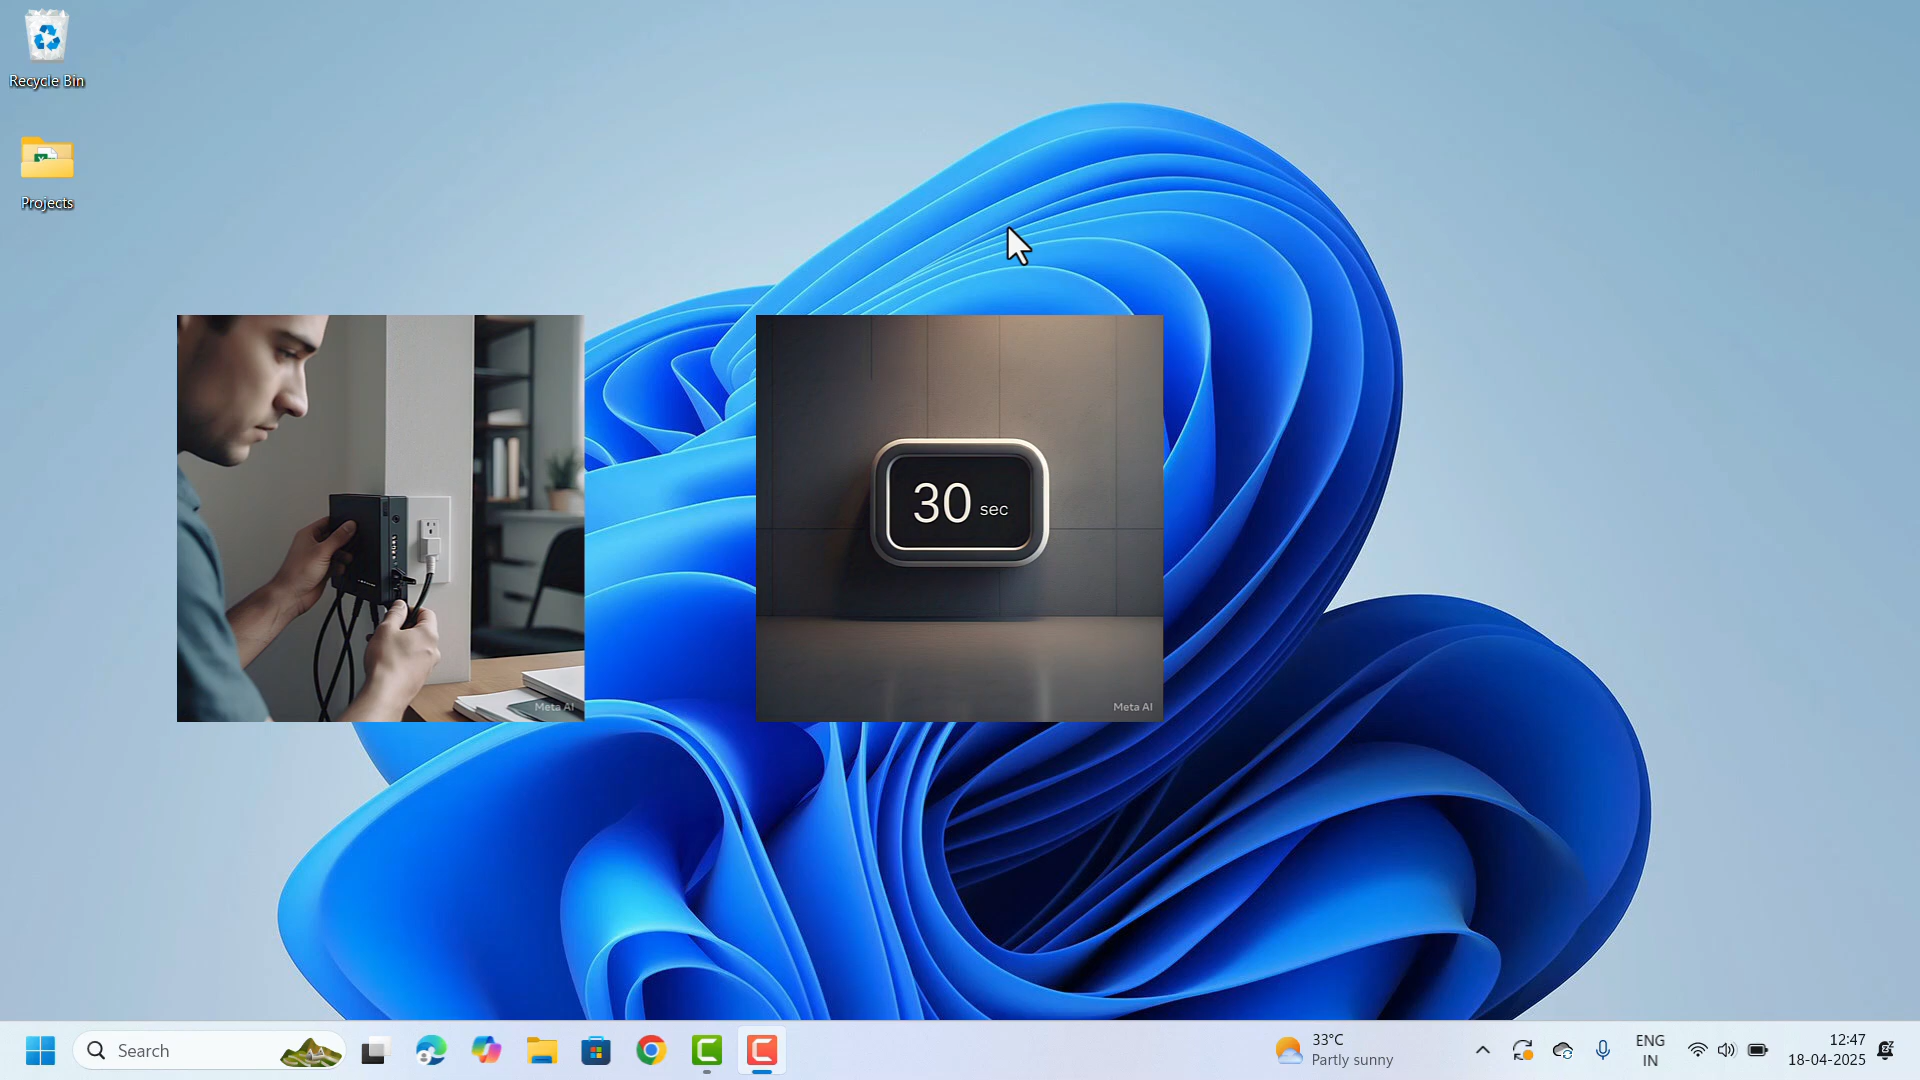 Recycle Bin
Projects
30 sec
Meta AI
Meta AI
Search
33°C
Partly sunny
ENG
IN
12:47
18-04-2025